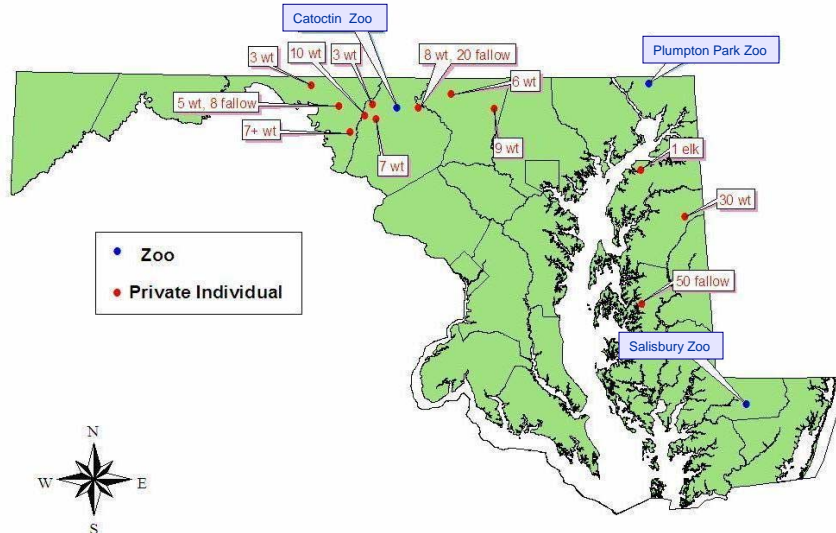 Catoctin Zoo
3 wt
10 wt
3 wt
8 wt, 20 fallow
Plumpton Park Zoo
6 wt
5 wt, 8 fallow
7+ wt
7 wt
9 wt
1 elk
30 wt
50 fallow
Zoo
Private Individual
Salisbury Zoo
N
W
E
S